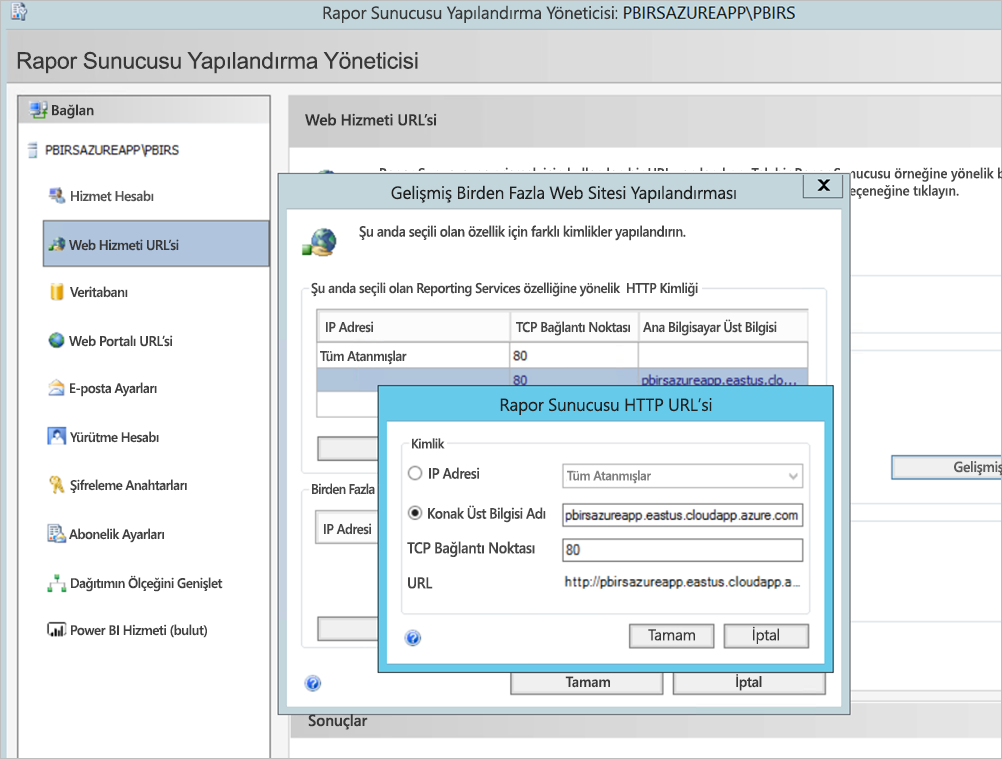 Rapor Sunucusu Yapılandırma Yöneticisi: PBIRSAZUREAPP\PBIRS
Rapor Sunucusu Yapılandırma Yöneticisi
Bağlan
PBIRSAZUREAPP\PBIRS
Hizmet Hesabı
Web Hizmeti URL'si
Veritabanı
Web Portalı URL'si
E-posta Ayarları
Yürütme Hesabı
Şifreleme Anahtarları
Abonelik Ayarları
Dağıtımın Ölçeğini Genişlet
Power BI Hizmeti (bulut)
Web Hizmeti URL'si
Sunucusu örneğine yönelik b
eçeneğine tıklayın.
Gelişmiş
Gelişmiş Birden Fazla Web Sitesi Yapılandırması
X
Şu anda seçili olan özellik için farklı kimlikler yapılandırın.
Şu anda seçili olan Reporting Services özelliğine yönelik HTTP Kimliği
IP Adresi TCP Bağlantı Noktası Ana Bilgisayar Üst Bilgisi
Tüm Atanmışlar 80
80 pbirsazureapp.eastus.clo...
Birden Fazla
IP Adresi
Rapor Sunucusu HTTP URL'si
Kimlik
IP Adresi Tüm Atanmışlar
Konak Üst Bilgisi Adı pbirsazureapp.eastus.cloudapp.azure.com
TCP Bağlantı Noktası 80
URL http://pbirsazureapp.eastus.cloudapp.a...
Tamam İptal
Tamam İptal
Sonuçlar